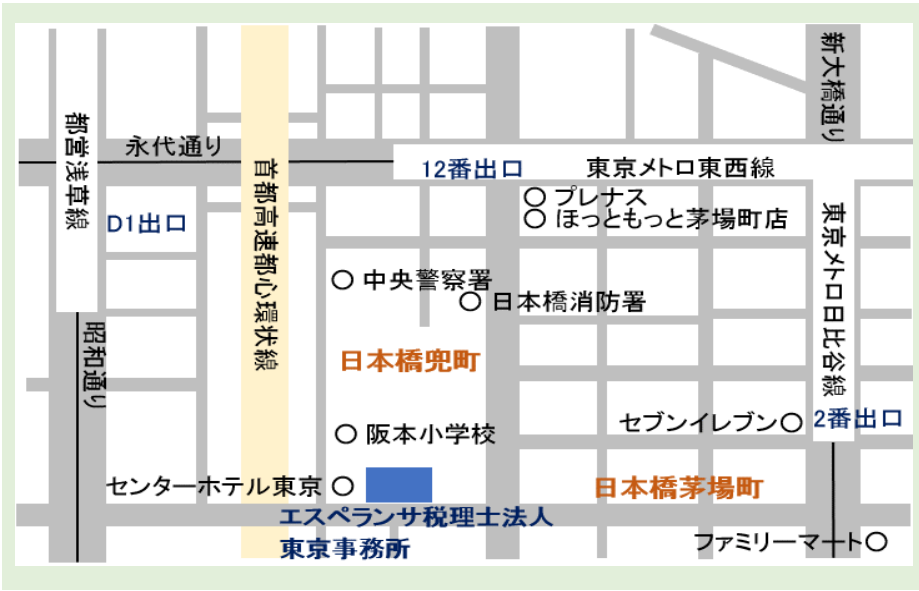 新大橋通り
都営浅草線
永代通り
首都高速都心環状線
12番出口
東京メトロ東西線
プレナス
ほっともっと茅場町店
D1出口
東京メトロ日比谷線
中央警察署
日本橋消防署
昭和通り
日本橋兜町
セブンイレブン
2番出口
阪本小学校
センターホテル東京
日本橋茅場町
エスペランサ税理士法人
東京事務所
ファミリーマート